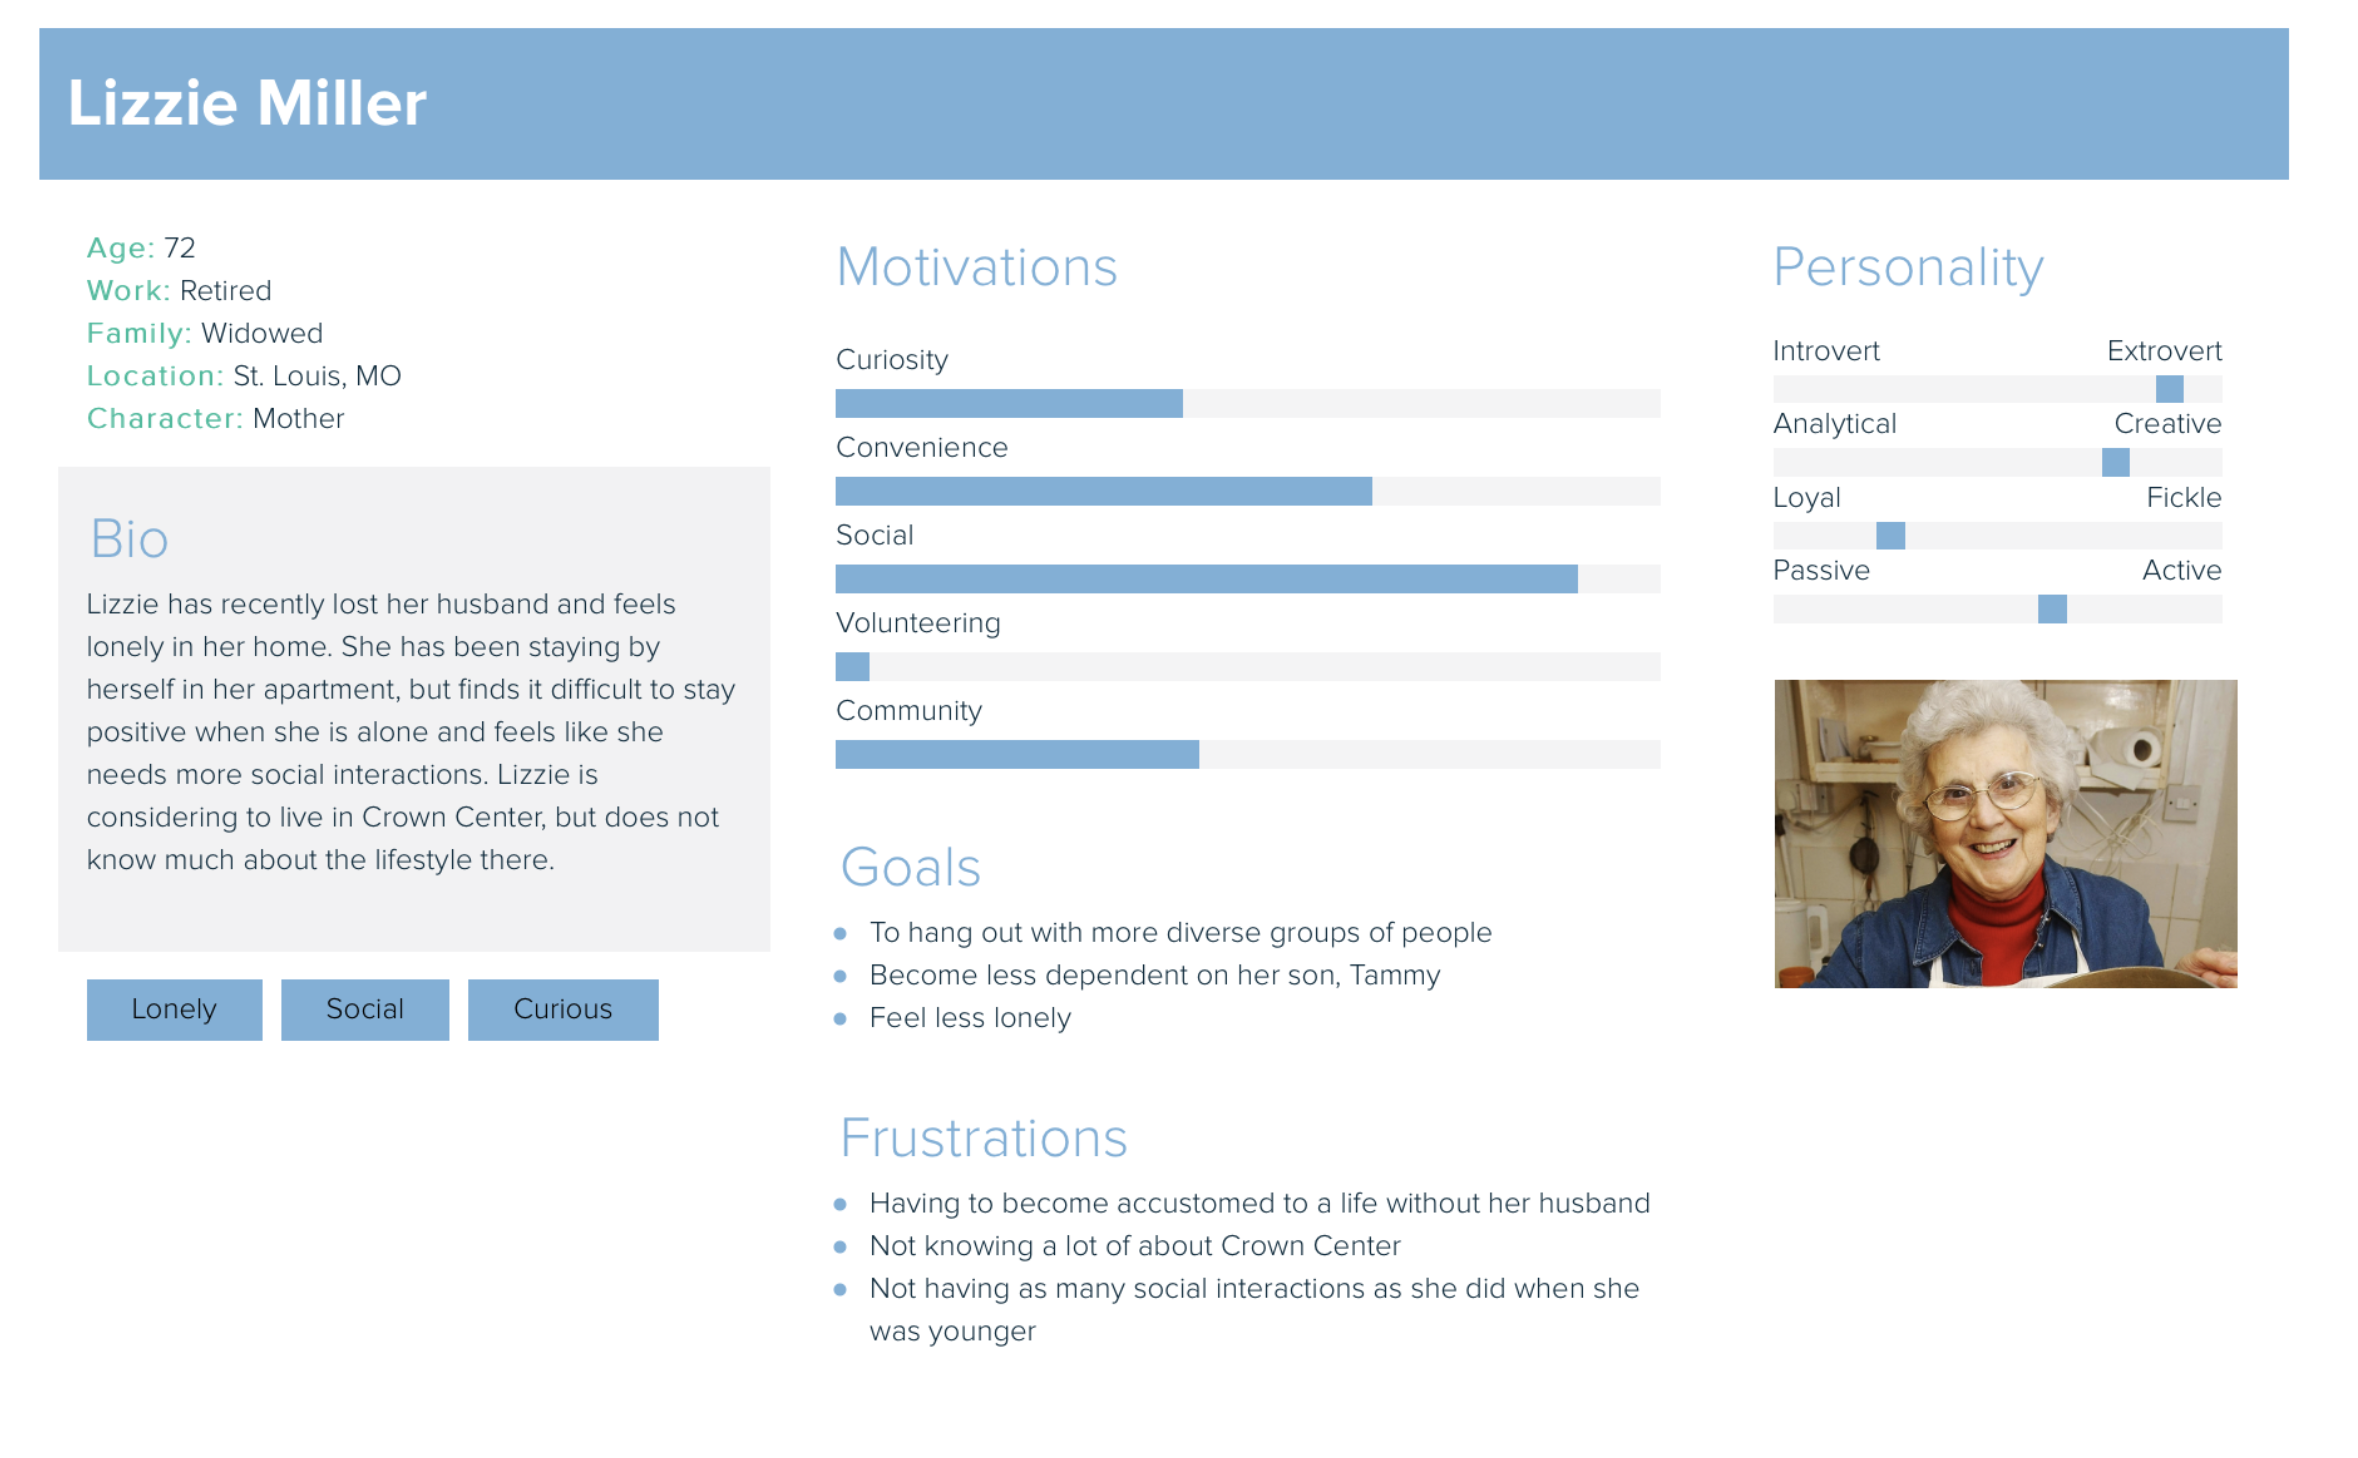 Lizzie Miller
Age: 72
Work: Retired
Family: Widowed
Location: St. Louis, MO
Character: Mother
Bio
Lizzie has recently lost her husband and feels
lonely in her home. She has been staying by
herself in her apartment, but finds it difficult to stay
positive when she is alone and feels like she
needs more social interactions. Lizzie is
considering to live in Crown Center, but does not
know much about the lifestyle there.
Lonely Social Curious
Motivations
Curiosity
Convenience
Social
Volunteering
Community
Goals
To hang out with more diverse groups of people
Become less dependent on her son, Tammy
Feel less lonely
Frustrations
Having to become accustomed to a life without her husband
Not knowing a lot of about Crown Center
Not having as many social interactions as she did when she
was younger
Personality
Introvert Extrovert
Analytical Creative
Loyal Fickle
Passive Active